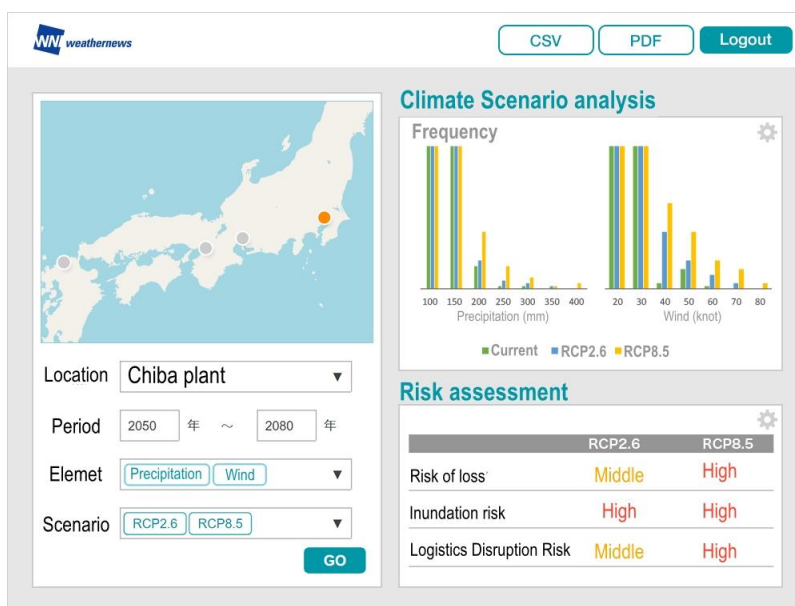 WNI weathernews
CSV PDF Logout
Location Chiba plant ▼
Period 2050 年 ～ 2080 年
Elemet Precipitation Wind ▼
Scenario RCP2.6 RCP8.5 ▼
GO
Climate Scenario analysis
Frequency
100 150 200 250 300 350 400
Precipitation (mm)
20 30 40 50 60 70 80
Wind (knot)
Current RCP2.6 RCP8.5
Risk assessment
RCP2.6 RCP8.5
Risk of loss Middle High
Inundation risk High High
Logistics Disruption Risk Middle High